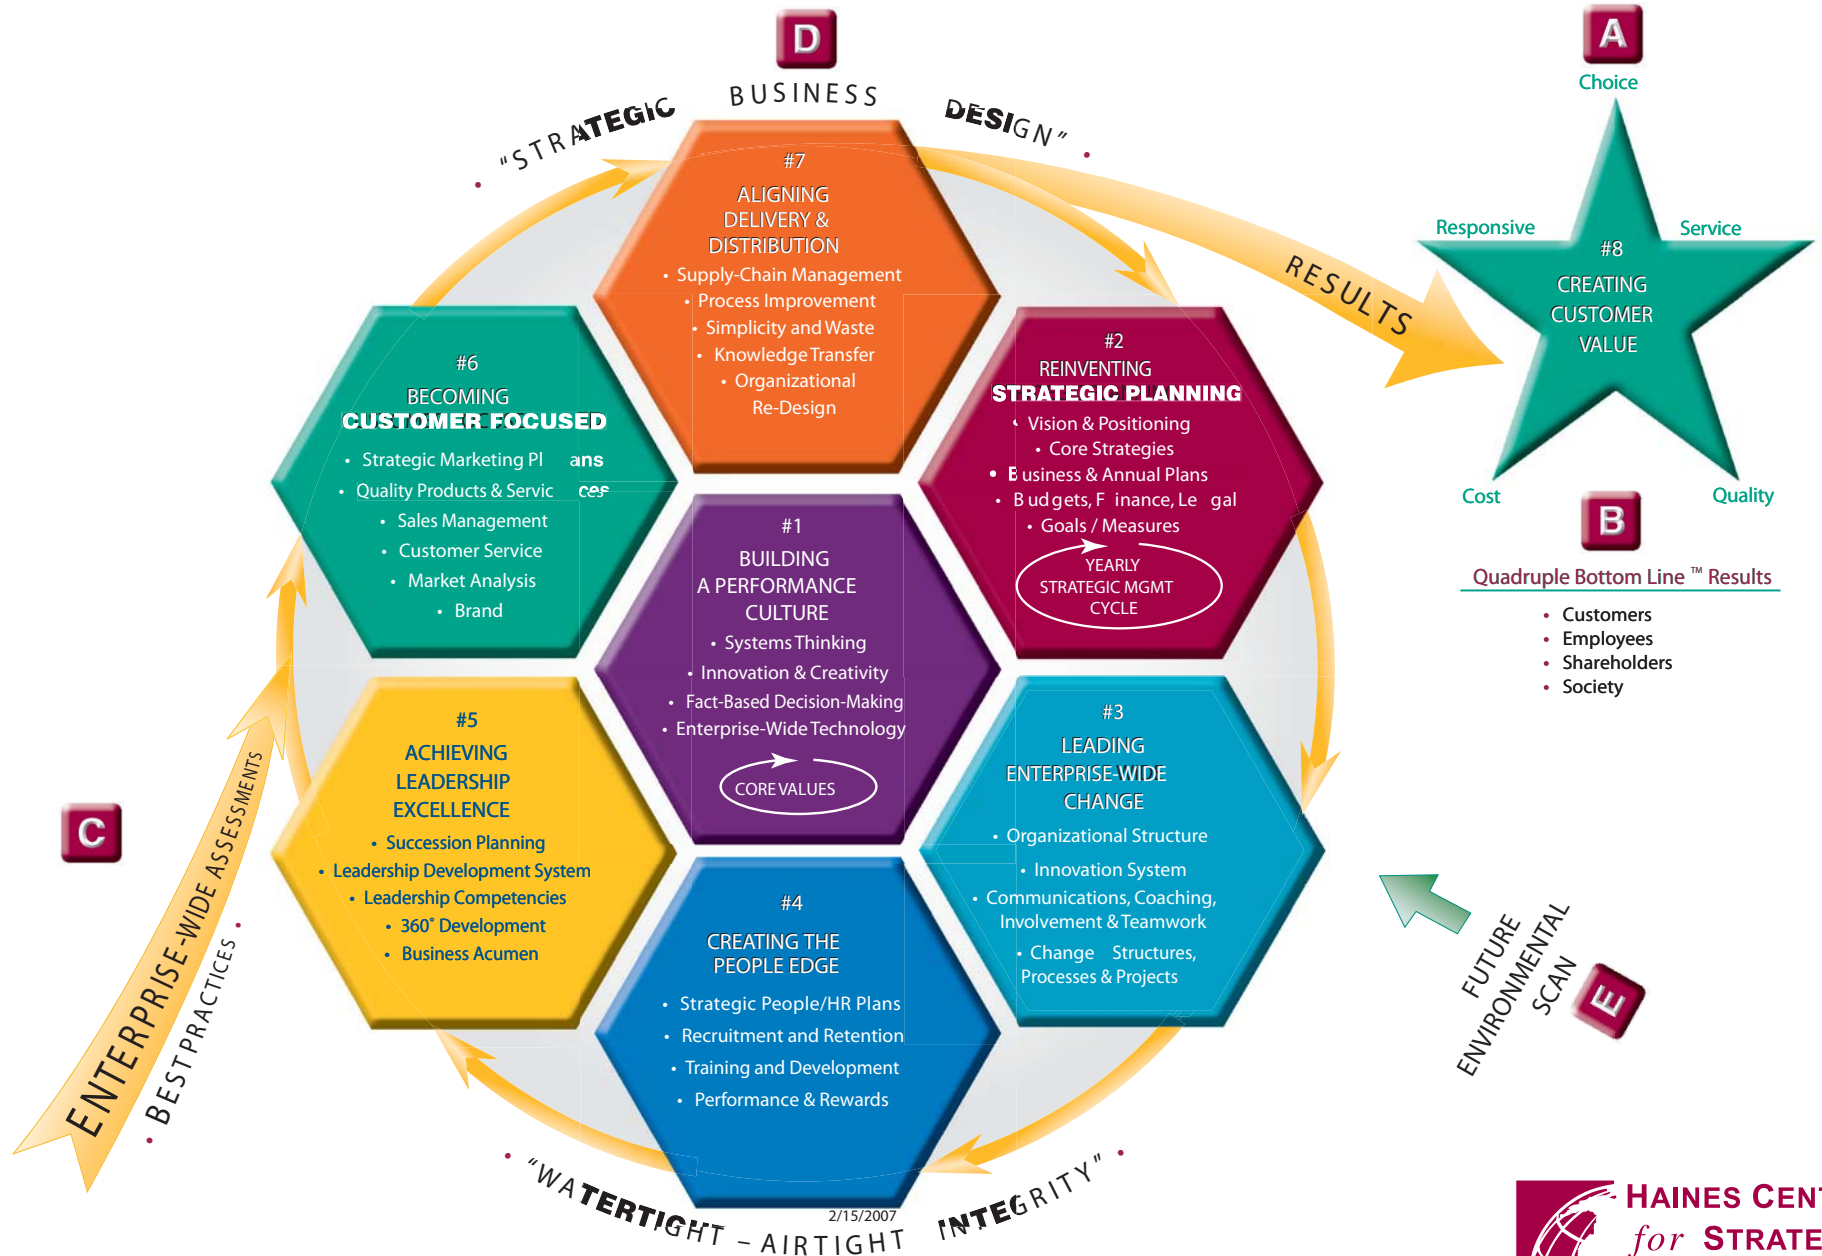 D
"STRATEGIC BUSINESS DESIGN"
#7
ALIGNING
DELIVERY &
DISTRIBUTION
• Supply-Chain Management
• Process Improvement
• Simplicity and Waste
• Knowledge Transfer
• Organizational
Re-Design
#6
BECOMING
CUSTOMER FOCUSED
• Strategic Marketing Plans
• Quality Products & Services
• Sales Management
• Customer Service
• Market Analysis
• Brand
#1
BUILDING
A PERFORMANCE
CULTURE
• Systems Thinking
• Innovation & Creativity
• Fact-Based Decision-Making
• Enterprise-Wide Technology
CORE VALUES
#2
REINVENTING
STRATEGIC PLANNING
• Vision & Positioning
• Core Strategies
• Business & Annual Plans
• Budgets, Finance, Legal
• Goals / Measures
YEARLY
STRATEGIC MGMT
CYCLE
#5
ACHIEVING
LEADERSHIP
EXCELLENCE
• Succession Planning
• Leadership Development System
• Leadership Competencies
• 360° Development
• Business Acumen
#3
LEADING
ENTERPRISE-WIDE
CHANGE
• Organizational Structure
• Innovation System
• Communications, Coaching,
Involvement & Teamwork
• Change Structures,
Processes & Projects
#4
CREATING THE
PEOPLE EDGE
• Strategic People/HR Plans
• Recruitment and Retention
• Training and Development
• Performance & Rewards
2/15/2007
• "WATERTIGHT – AIRTIGHT INTEGRITY" •
C
ENTERPRISE-WIDE ASSESSMENTS
• BEST PRACTICES •
RESULTS
A
Choice
Responsive
Service
#8
CREATING
CUSTOMER
VALUE
Cost
Quality
B
Quadruple Bottom Line ™ Results
• Customers
• Employees
• Shareholders
• Society
FUTURE
ENVIRONMENTAL
SCAN
E
HAINES CENT
for STRATE